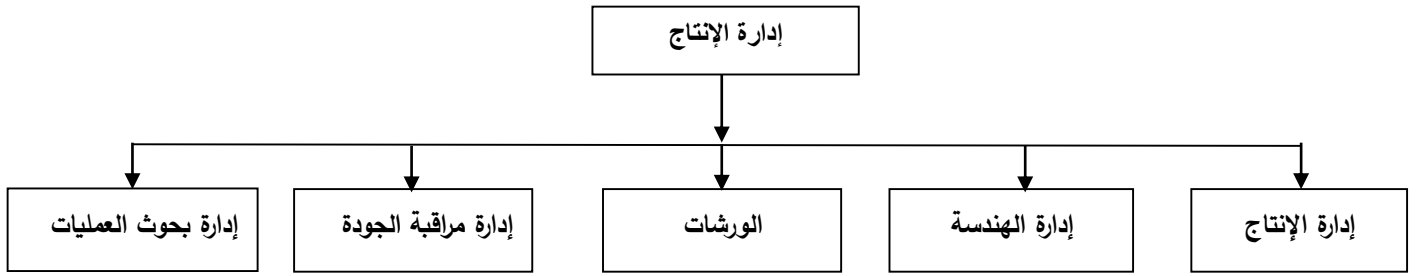 إدارة الإنتاج
إدارة الإنتاج
إدارة الهندسة
الورشات
إدارة مراقبة الجودة
إدارة بحوث العمليات